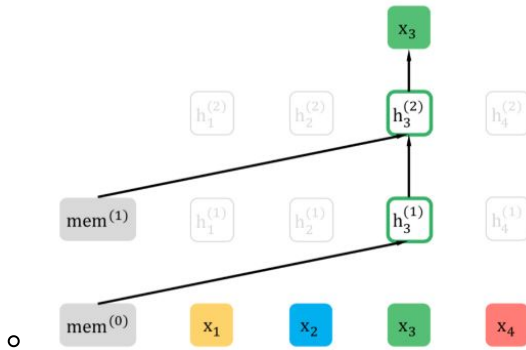 x₃
h₁⁽²⁾ h₂⁽²⁾ h₃⁽²⁾ h₄⁽²⁾
mem⁽¹⁾ h₁⁽¹⁾ h₂⁽¹⁾ h₃⁽¹⁾ h₄⁽¹⁾
mem⁽⁰⁾ x₁ x₂ x₃ x₄